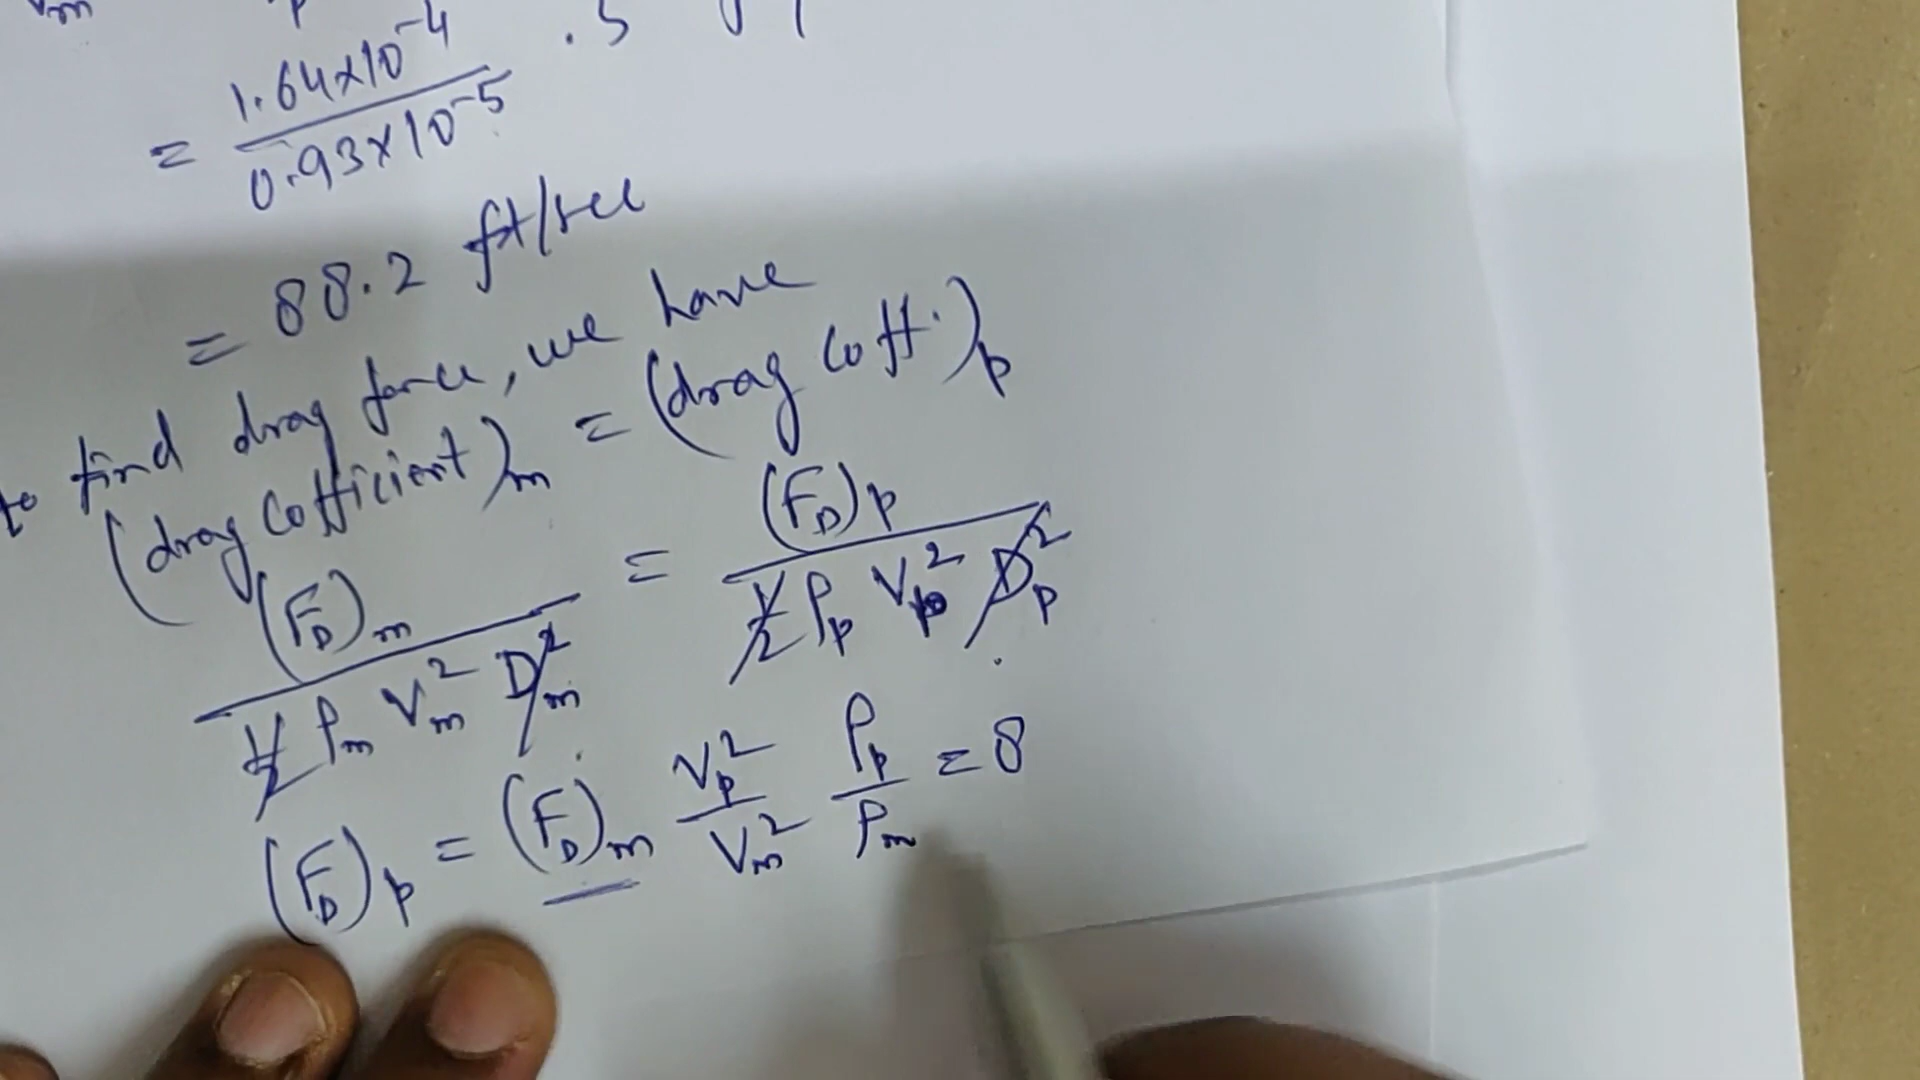 m p
= 1.64×10^-4 / 0.93×10^-5 . 5
= 88.2 ft/sec
to find drag force, we have
(drag cofficient)m = (drag coff.)p
(FD)m / ½ ρm Vm² Dm² = (FD)p / ½ ρp Vp² Dp²
(FD)p = (FD)m Vp²/Vm² ρp/ρm = 8